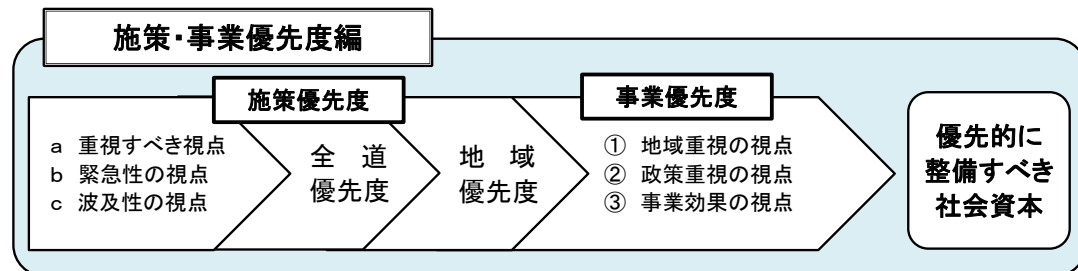 施策・事業優先度編
施策優先度
事業優先度
a 重視すべき視点
b 緊急性の視点
c 波及性の視点
全 道
優先度
地 域
優先度
① 地域重視の視点
② 政策重視の視点
③ 事業効果の視点
優先的に
整備すべき
社会資本